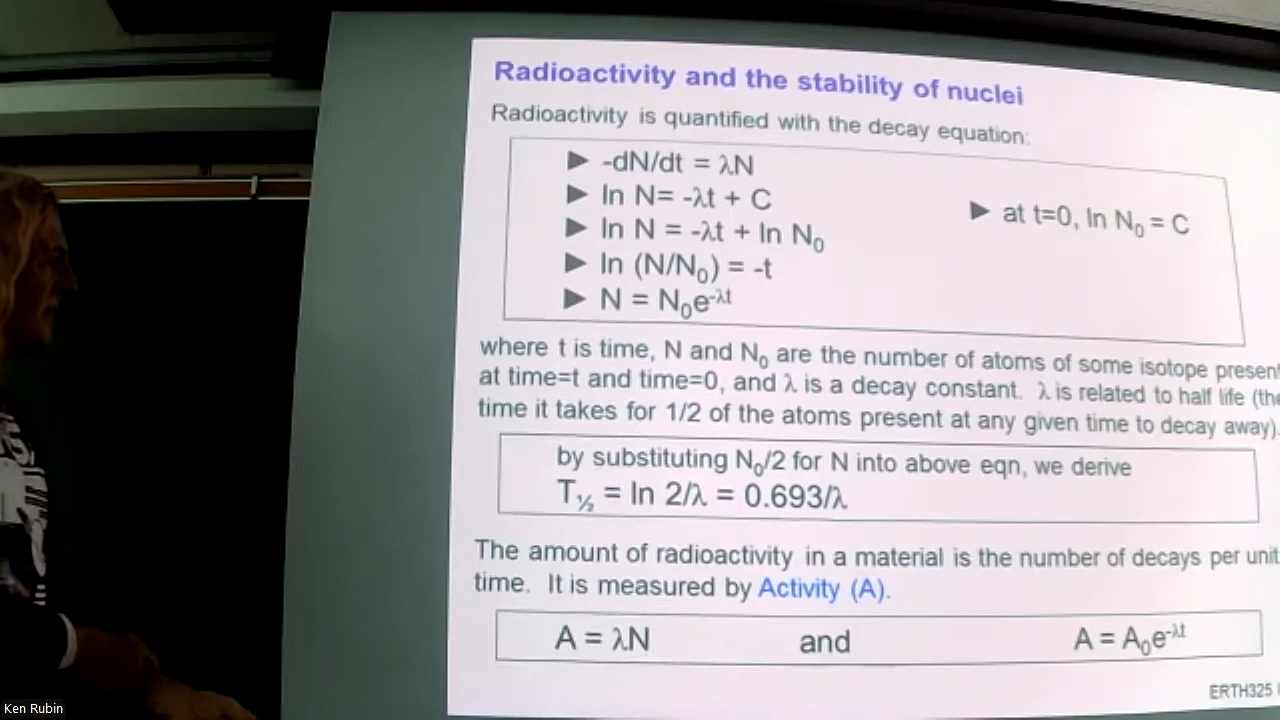 Radioactivity and the stability of nuclei
Radioactivity is quantified with the decay equation:
► -dN/dt = λN
► ln N= -λt + C
► at t=0, ln N₀ = C
► ln N = -λt + ln N₀
► ln (N/N₀) = -t
► N = N₀e^-λt
where t is time, N and N₀ are the number of atoms of some isotope present
at time=t and time=0, and λ is a decay constant. λ is related to half life (the
time it takes for 1/2 of the atoms present at any given time to decay away).
by substituting N₀/2 for N into above eqn, we derive
T½ = ln 2/λ = 0.693/λ
The amount of radioactivity in a material is the number of decays per unit
time. It is measured by Activity (A).
A = λN and A = A₀e^-λt
ERTH325
Ken Rubin